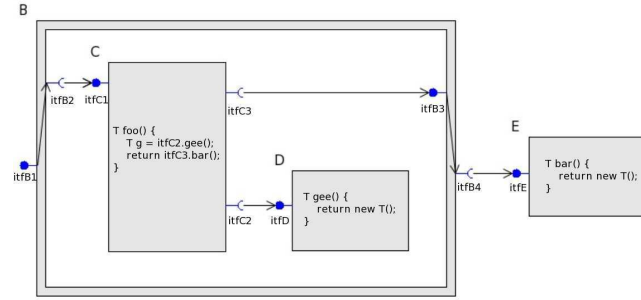 B
C
itfB2
itfC1
T foo() {
T g = itfC2.gee();
return itfC3.bar();
}
itfC3
itfB3
itfB1
D
itfC2
itfD
T gee() {
return new T();
}
E
itfB4
itfE
T bar() {
return new T();
}